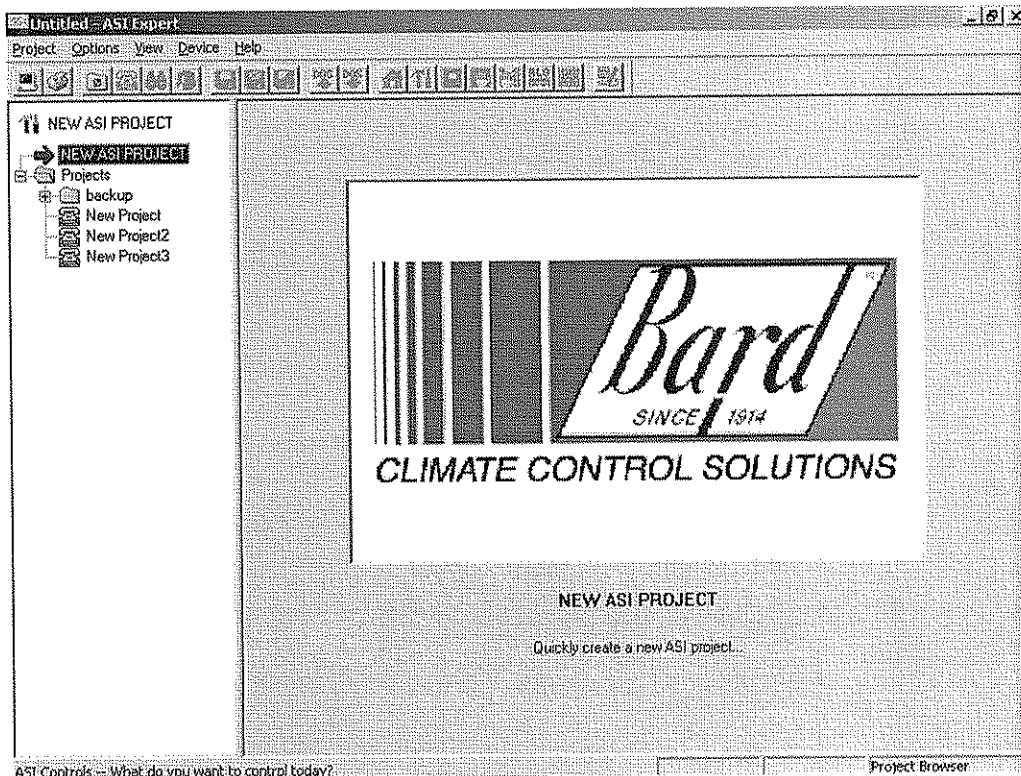 Untitled - ASI Expert
Project Options View Device Help
NEW ASI PROJECT
NEW ASI PROJECT
Projects
backup
New Project
New Project2
New Project3
Bard
SINCE 1914
CLIMATE CONTROL SOLUTIONS
NEW ASI PROJECT
Quickly create a new ASI project...
ASI Controls -- What do you want to control today?
Project Browser